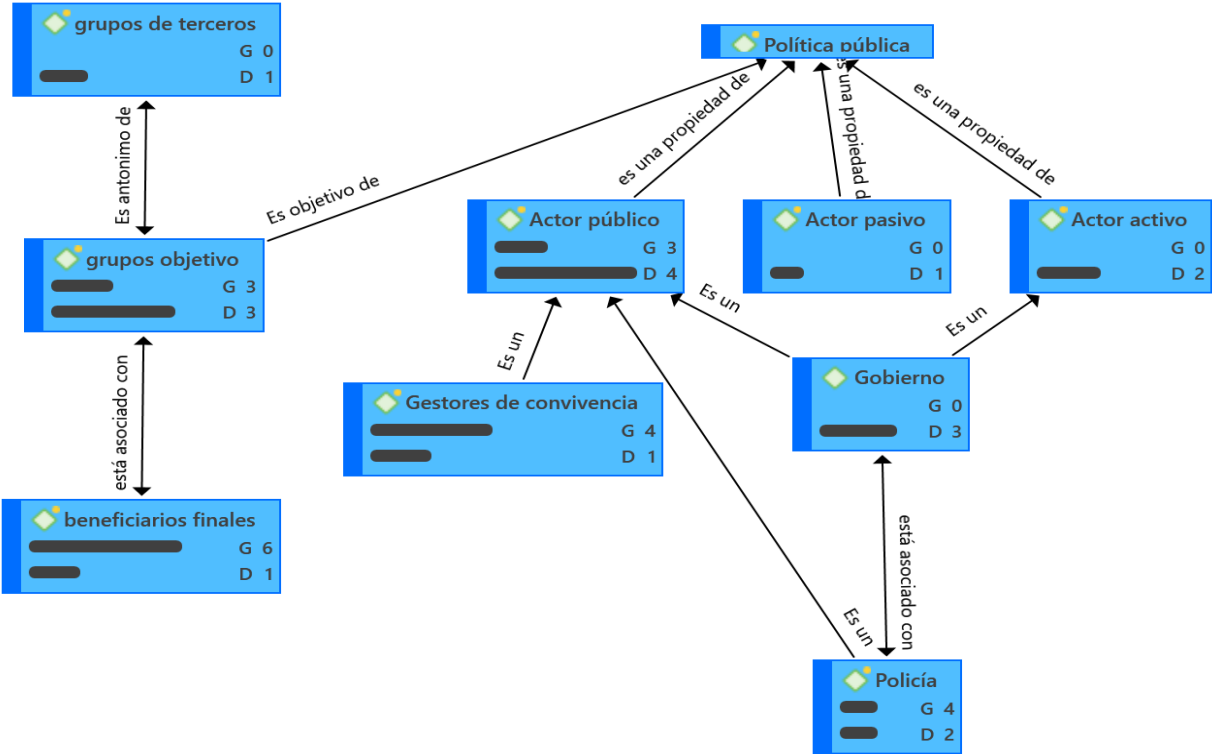 grupos de terceros
G 0
D 1
Política pública
Es antonimo de
Es objetivo de
es una propiedad de
es una propiedad d
es una propiedad de
grupos objetivo
G 3
D 3
Actor público
G 3
D 4
Actor pasivo
G 0
D 1
Actor activo
G 0
D 2
está asociado con
Es un
Es un
Es un
Gestores de convivencia
G 4
D 1
Gobierno
G 0
D 3
beneficiarios finales
G 6
D 1
está asociado con
Es un
Policía
G 4
D 2